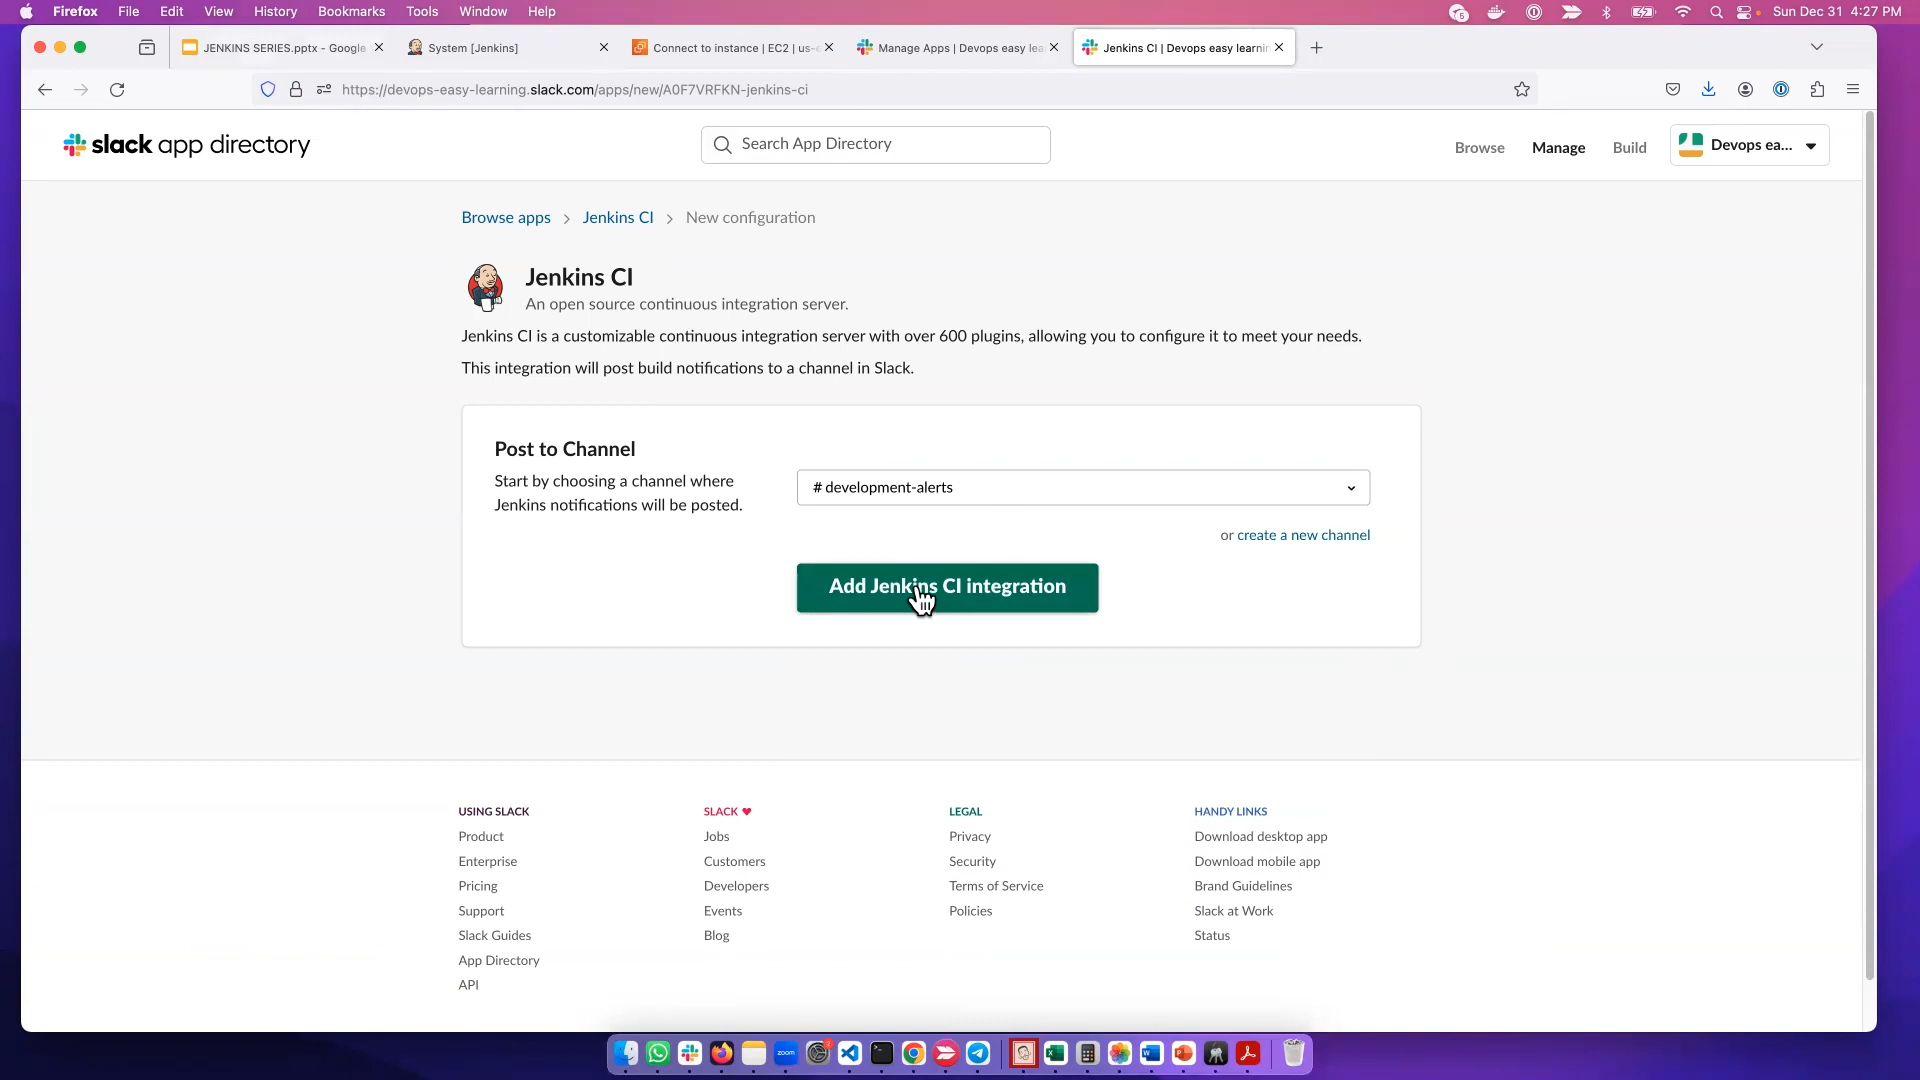 Firefox File Edit View History Bookmarks Tools Window Help
5
Sun Dec 31 4:27 PM
JENKINS SERIES.pptx - Google
System [Jenkins]
Connect to instance | EC2 | us-e
Manage Apps | Devops easy lea
Jenkins CI | Devops easy learnin
https://devops-easy-learning.slack.com/apps/new/A0F7VRFKN-jenkins-ci
slack app directory
Search App Directory
Browse
Manage
Build
Devops ea...
Browse apps > Jenkins CI > New configuration
Jenkins CI
An open source continuous integration server.
Jenkins CI is a customizable continuous integration server with over 600 plugins, allowing you to configure it to meet your needs.
This integration will post build notifications to a channel in Slack.
Post to Channel
Start by choosing a channel where
Jenkins notifications will be posted.
# development-alerts
or create a new channel
Add Jenkins CI integration
USING SLACK
Product
Enterprise
Pricing
Support
Slack Guides
App Directory
API
SLACK ♥
Jobs
Customers
Developers
Events
Blog
LEGAL
Privacy
Security
Terms of Service
Policies
HANDY LINKS
Download desktop app
Download mobile app
Brand Guidelines
Slack at Work
Status
zoom